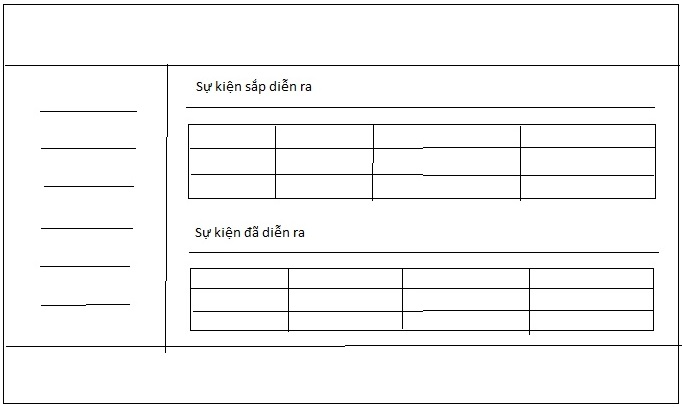 Sự kiện sắp diễn ra
Sự kiện đã diễn ra